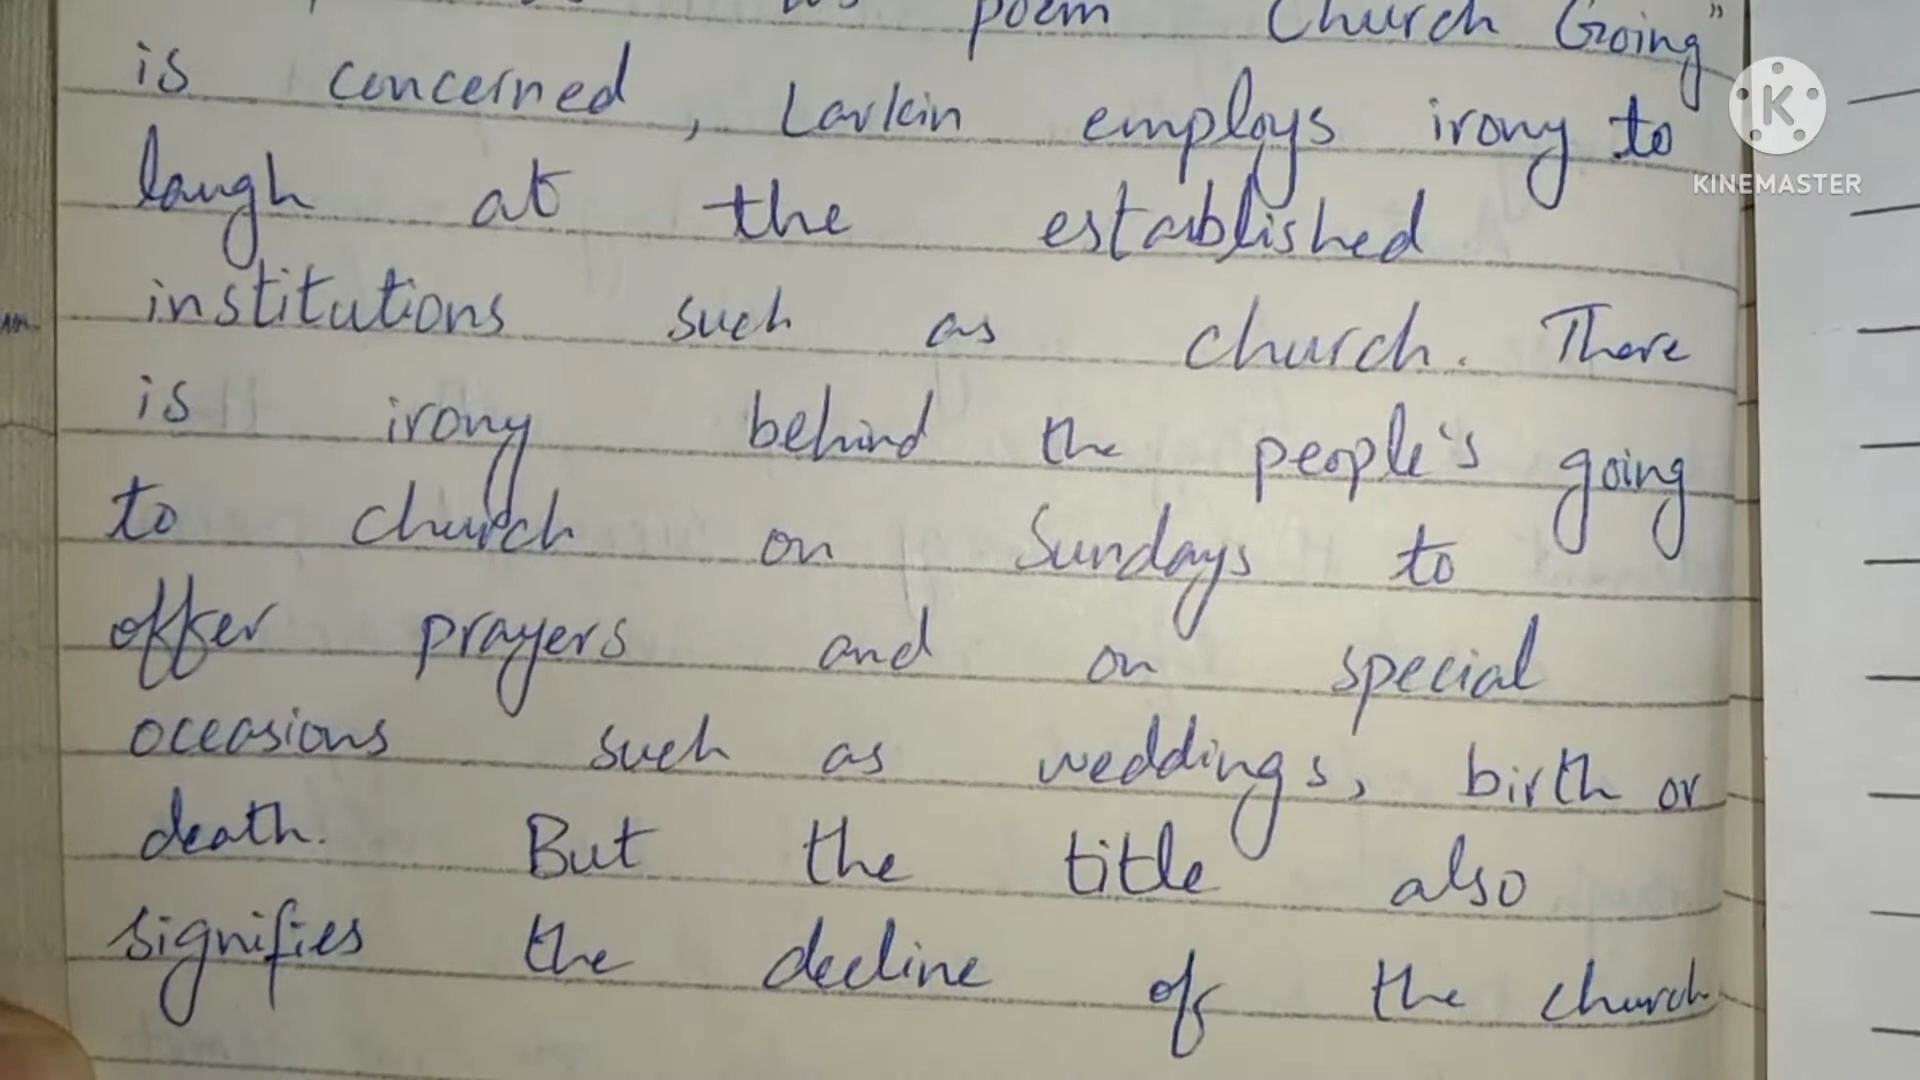 poem Church Going"
is concerned, Larkin employs irony to
laugh at the established
institutions such as church. There
is irony behind the people's going
to church on Sundays to
offer prayers and on special
occasions such as weddings, birth or
death. But the title also
signifies the decline of the church
KINEMASTER